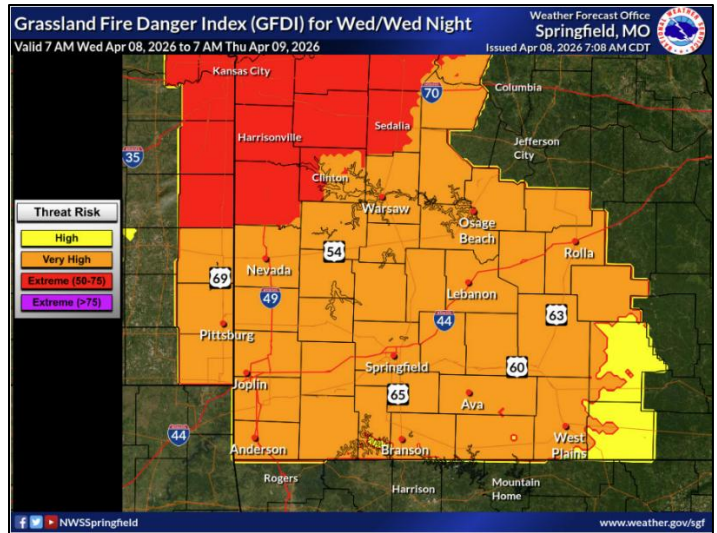 Grassland Fire Danger Index (GFDI) for Wed/Wed Night
Valid 7 AM Wed Apr 08, 2026 to 7 AM Thu Apr 09, 2026
Weather Forecast Office
Springfield, MO
Issued Apr 08, 2026 7:08 AM CDT
Kansas City
70
Columbia
Harrisonville
Sedalia
Jefferson
City
35
Clinton
Warsaw
Threat Risk
High
Very High
Extreme (50-75)
Extreme (>75)
Osage
Beach
54
Rolla
Nevada
69
49
Lebanon
63
44
Pittsburg
Springfield
60
Joplin
65
Ava
44
Anderson
Branson
West
Plains
Rogers
Harrison
Mountain
Home
NWSSpringfield
www.weather.gov/sgf